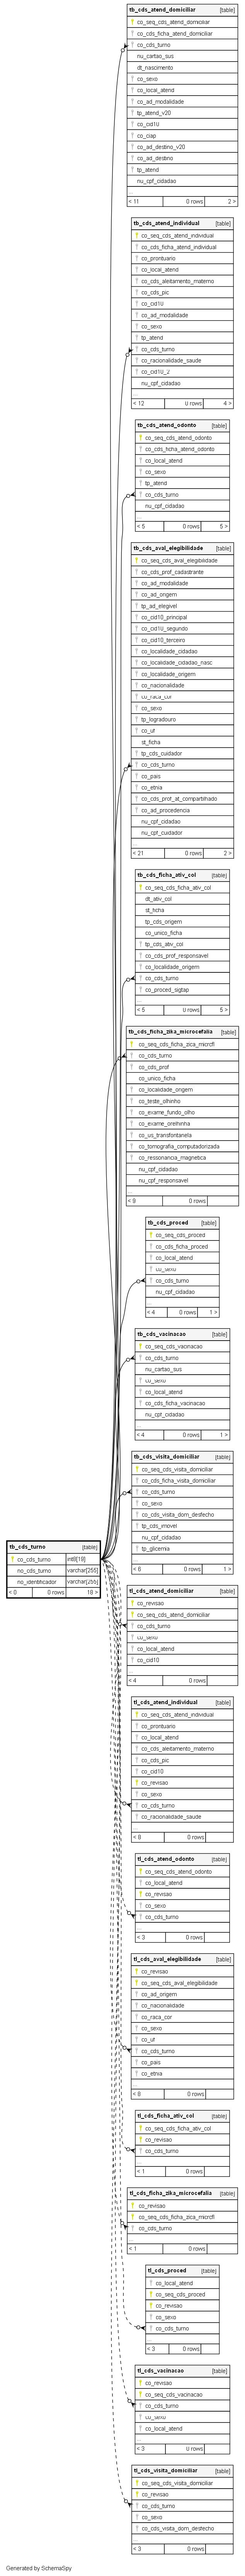 tb_cds_atend_domiciliar [table]
co_seq_cds_atend_domiciliar
co_cds_ficha_atend_domiciliar
co_cds_turno
nu_cartao_sus
dt_nascimento
co_sexo
co_local_atend
co_ad_modalidade
tp_atend_v20
co_cid10
co_ciap
co_ad_destino_v20
co_ad_destino
tp_atend
nu_cpf_cidadao
...
< 11 0 rows 2 >
tb_cds_atend_individual [table]
co_seq_cds_atend_individual
co_cds_ficha_atend_individual
co_prontuario
co_local_atend
co_cds_aleitamento_materno
co_cds_pic
co_cid10
co_ad_modalidade
co_sexo
tp_atend
co_cds_turno
co_racionalidade_saude
co_cid10_2
nu_cpf_cidadao
...
< 12 0 rows 4 >
tb_cds_atend_odonto [table]
co_seq_cds_atend_odonto
co_cds_ficha_atend_odonto
co_local_atend
co_sexo
tp_atend
co_cds_turno
nu_cpf_cidadao
...
< 5 0 rows 5 >
tb_cds_aval_elegibilidade [table]
co_seq_cds_aval_elegibilidade
co_cds_prof_cadastrante
co_ad_modalidade
co_ad_origem
tp_ad_elegivel
co_cid10_principal
co_cid10_segundo
co_cid10_terceiro
co_localidade_cidadao
co_localidade_cidadao_nasc
co_localidade_origem
co_nacionalidade
co_raca_cor
co_sexo
tp_logradouro
co_uf
st_ficha
tp_cds_cuidador
co_cds_turno
co_pais
co_etnia
co_cds_prof_at_compartilhado
co_ad_procedencia
nu_cpf_cidadao
nu_cpf_cuidador
...
< 21 0 rows 2 >
tb_cds_ficha_ativ_col [table]
co_seq_cds_ficha_ativ_col
dt_ativ_col
st_ficha
tp_cds_origem
co_unico_ficha
tp_cds_ativ_col
co_cds_prof_responsavel
co_localidade_origem
co_cds_turno
co_proced_sigtap
...
< 5 0 rows 5 >
tb_cds_ficha_zika_microcefalia [table]
co_seq_cds_ficha_zica_micrcfl
co_cds_turno
co_cds_prof
co_unico_ficha
co_localidade_origem
co_teste_olhinho
co_exame_fundo_olho
co_exame_orelhinha
co_us_transfontanela
co_tomografia_computadorizada
co_ressonancia_magnetica
nu_cpf_cidadao
nu_cpf_responsavel
...
< 8 0 rows
tb_cds_proced [table]
co_seq_cds_proced
co_cds_ficha_proced
co_local_atend
co_sexo
co_cds_turno
nu_cpf_cidadao
...
< 4 0 rows 1 >
tb_cds_vacinacao [table]
co_seq_cds_vacinacao
co_cds_turno
nu_cartao_sus
co_sexo
co_local_atend
co_cds_ficha_vacinacao
nu_cpf_cidadao
...
< 4 0 rows 1 >
tb_cds_visita_domiciliar [table]
co_seq_cds_visita_domiciliar
co_cds_ficha_visita_domiciliar
co_cds_turno
co_sexo
co_cds_visita_dom_desfecho
tp_cds_imovel
nu_cpf_cidadao
tp_glicemia
...
< 6 0 rows 1 >
tb_cds_turno [table]
co_cds_turno int8[19]
no_cds_turno varchar[255]
no_identificador varchar[255]
< 0 0 rows 18 >
tl_cds_atend_domiciliar [table]
co_revisao
co_seq_cds_atend_domiciliar
co_cds_turno
co_sexo
co_local_atend
co_cid10
...
< 4 0 rows
tl_cds_atend_individual [table]
co_seq_cds_atend_individual
co_prontuario
co_local_atend
co_cds_aleitamento_materno
co_cds_pic
co_cid10
co_revisao
co_sexo
co_cds_turno
co_racionalidade_saude
...
< 8 0 rows
tl_cds_atend_odonto [table]
co_seq_cds_atend_odonto
co_local_atend
co_revisao
co_sexo
co_cds_turno
...
< 3 0 rows
tl_cds_aval_elegibilidade [table]
co_revisao
co_seq_cds_aval_elegibilidade
co_ad_origem
co_nacionalidade
co_raca_cor
co_sexo
co_uf
co_cds_turno
co_pais
co_etnia
...
< 8 0 rows
tl_cds_ficha_ativ_col [table]
co_seq_cds_ficha_ativ_col
co_revisao
co_cds_turno
...
< 1 0 rows
tl_cds_ficha_zika_microcefalia [table]
co_revisao
co_seq_cds_ficha_zica_micrcfl
co_cds_turno
...
< 1 0 rows
tl_cds_proced [table]
co_local_atend
co_seq_cds_proced
co_revisao
co_sexo
co_cds_turno
...
< 3 0 rows
tl_cds_vacinacao [table]
co_revisao
co_seq_cds_vacinacao
co_cds_turno
co_sexo
co_local_atend
...
< 3 0 rows
tl_cds_visita_domiciliar [table]
co_seq_cds_visita_domiciliar
co_revisao
co_cds_turno
co_sexo
co_cds_visita_dom_desfecho
...
< 3 0 rows
Generated by SchemaSpy